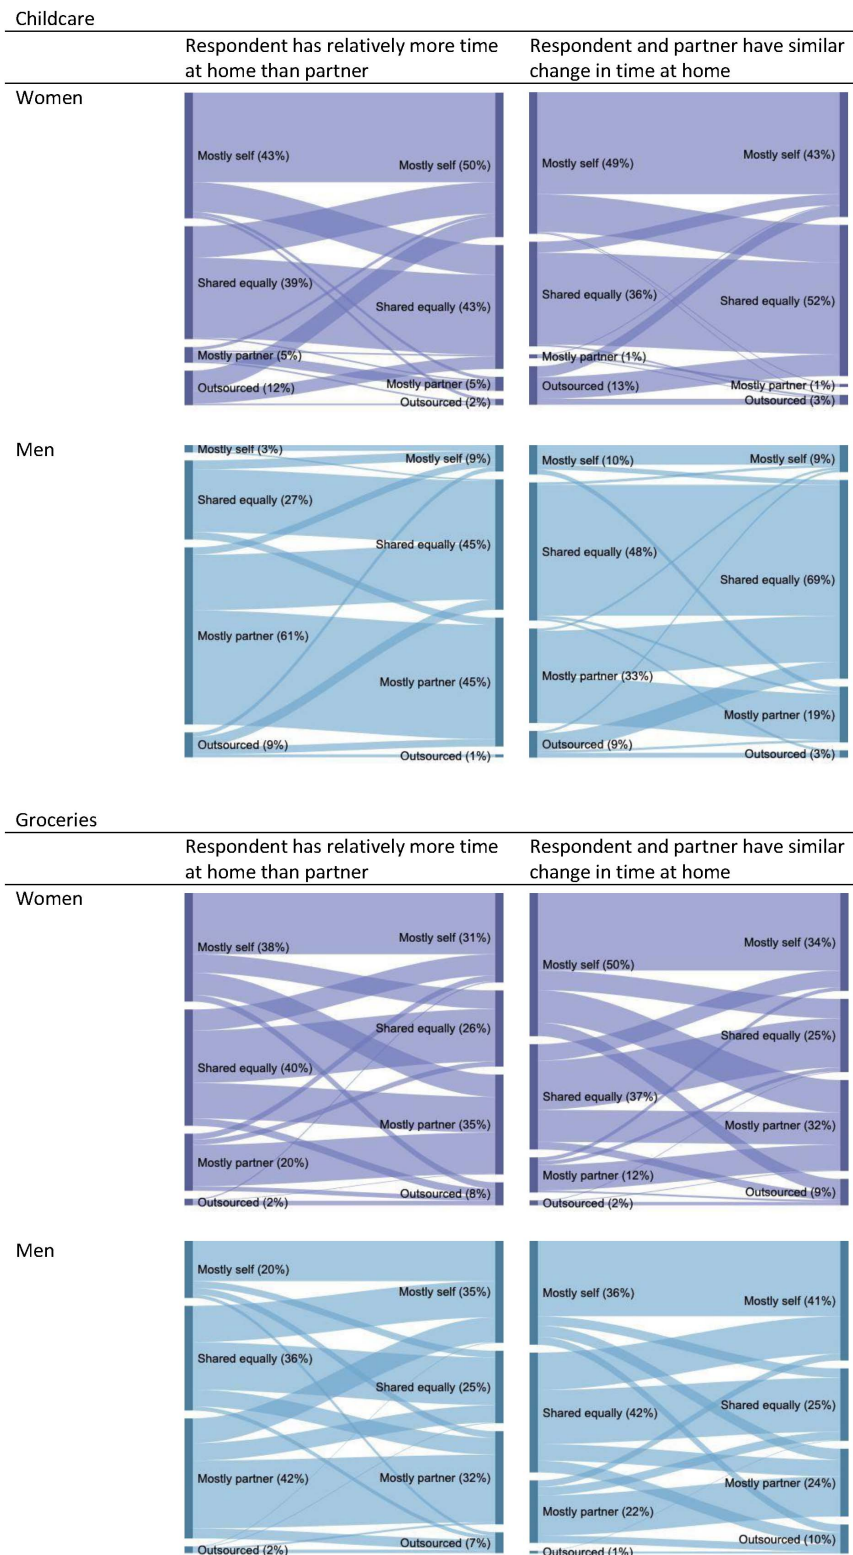 Childcare
Respondent has relatively more time
at home than partner
Respondent and partner have similar
change in time at home
Women
Mostly self (43%)
Shared equally (39%)
Mostly partner (5%)
Outsourced (12%)
Mostly self (50%)
Shared equally (43%)
Mostly partner (5%)
Outsourced (2%)
Mostly self (49%)
Shared equally (36%)
Mostly partner (1%)
Outsourced (13%)
Mostly self (43%)
Shared equally (52%)
Mostly partner (1%)
Outsourced (3%)
Men
Mostly self (3%)
Shared equally (27%)
Mostly partner (61%)
Outsourced (9%)
Mostly self (9%)
Shared equally (45%)
Mostly partner (45%)
Outsourced (1%)
Mostly self (10%)
Shared equally (48%)
Mostly partner (33%)
Outsourced (9%)
Mostly self (9%)
Shared equally (69%)
Mostly partner (19%)
Outsourced (3%)
Groceries
Respondent has relatively more time
at home than partner
Respondent and partner have similar
change in time at home
Women
Mostly self (38%)
Shared equally (40%)
Mostly partner (20%)
Outsourced (2%)
Mostly self (31%)
Shared equally (26%)
Mostly partner (35%)
Outsourced (8%)
Mostly self (50%)
Shared equally (37%)
Mostly partner (12%)
Outsourced (2%)
Mostly self (34%)
Shared equally (25%)
Mostly partner (32%)
Outsourced (9%)
Men
Mostly self (20%)
Shared equally (36%)
Mostly partner (42%)
Outsourced (2%)
Mostly self (35%)
Shared equally (25%)
Mostly partner (32%)
Outsourced (7%)
Mostly self (36%)
Shared equally (42%)
Mostly partner (22%)
Outsourced (1%)
Mostly self (41%)
Shared equally (25%)
Mostly partner (24%)
Outsourced (10%)